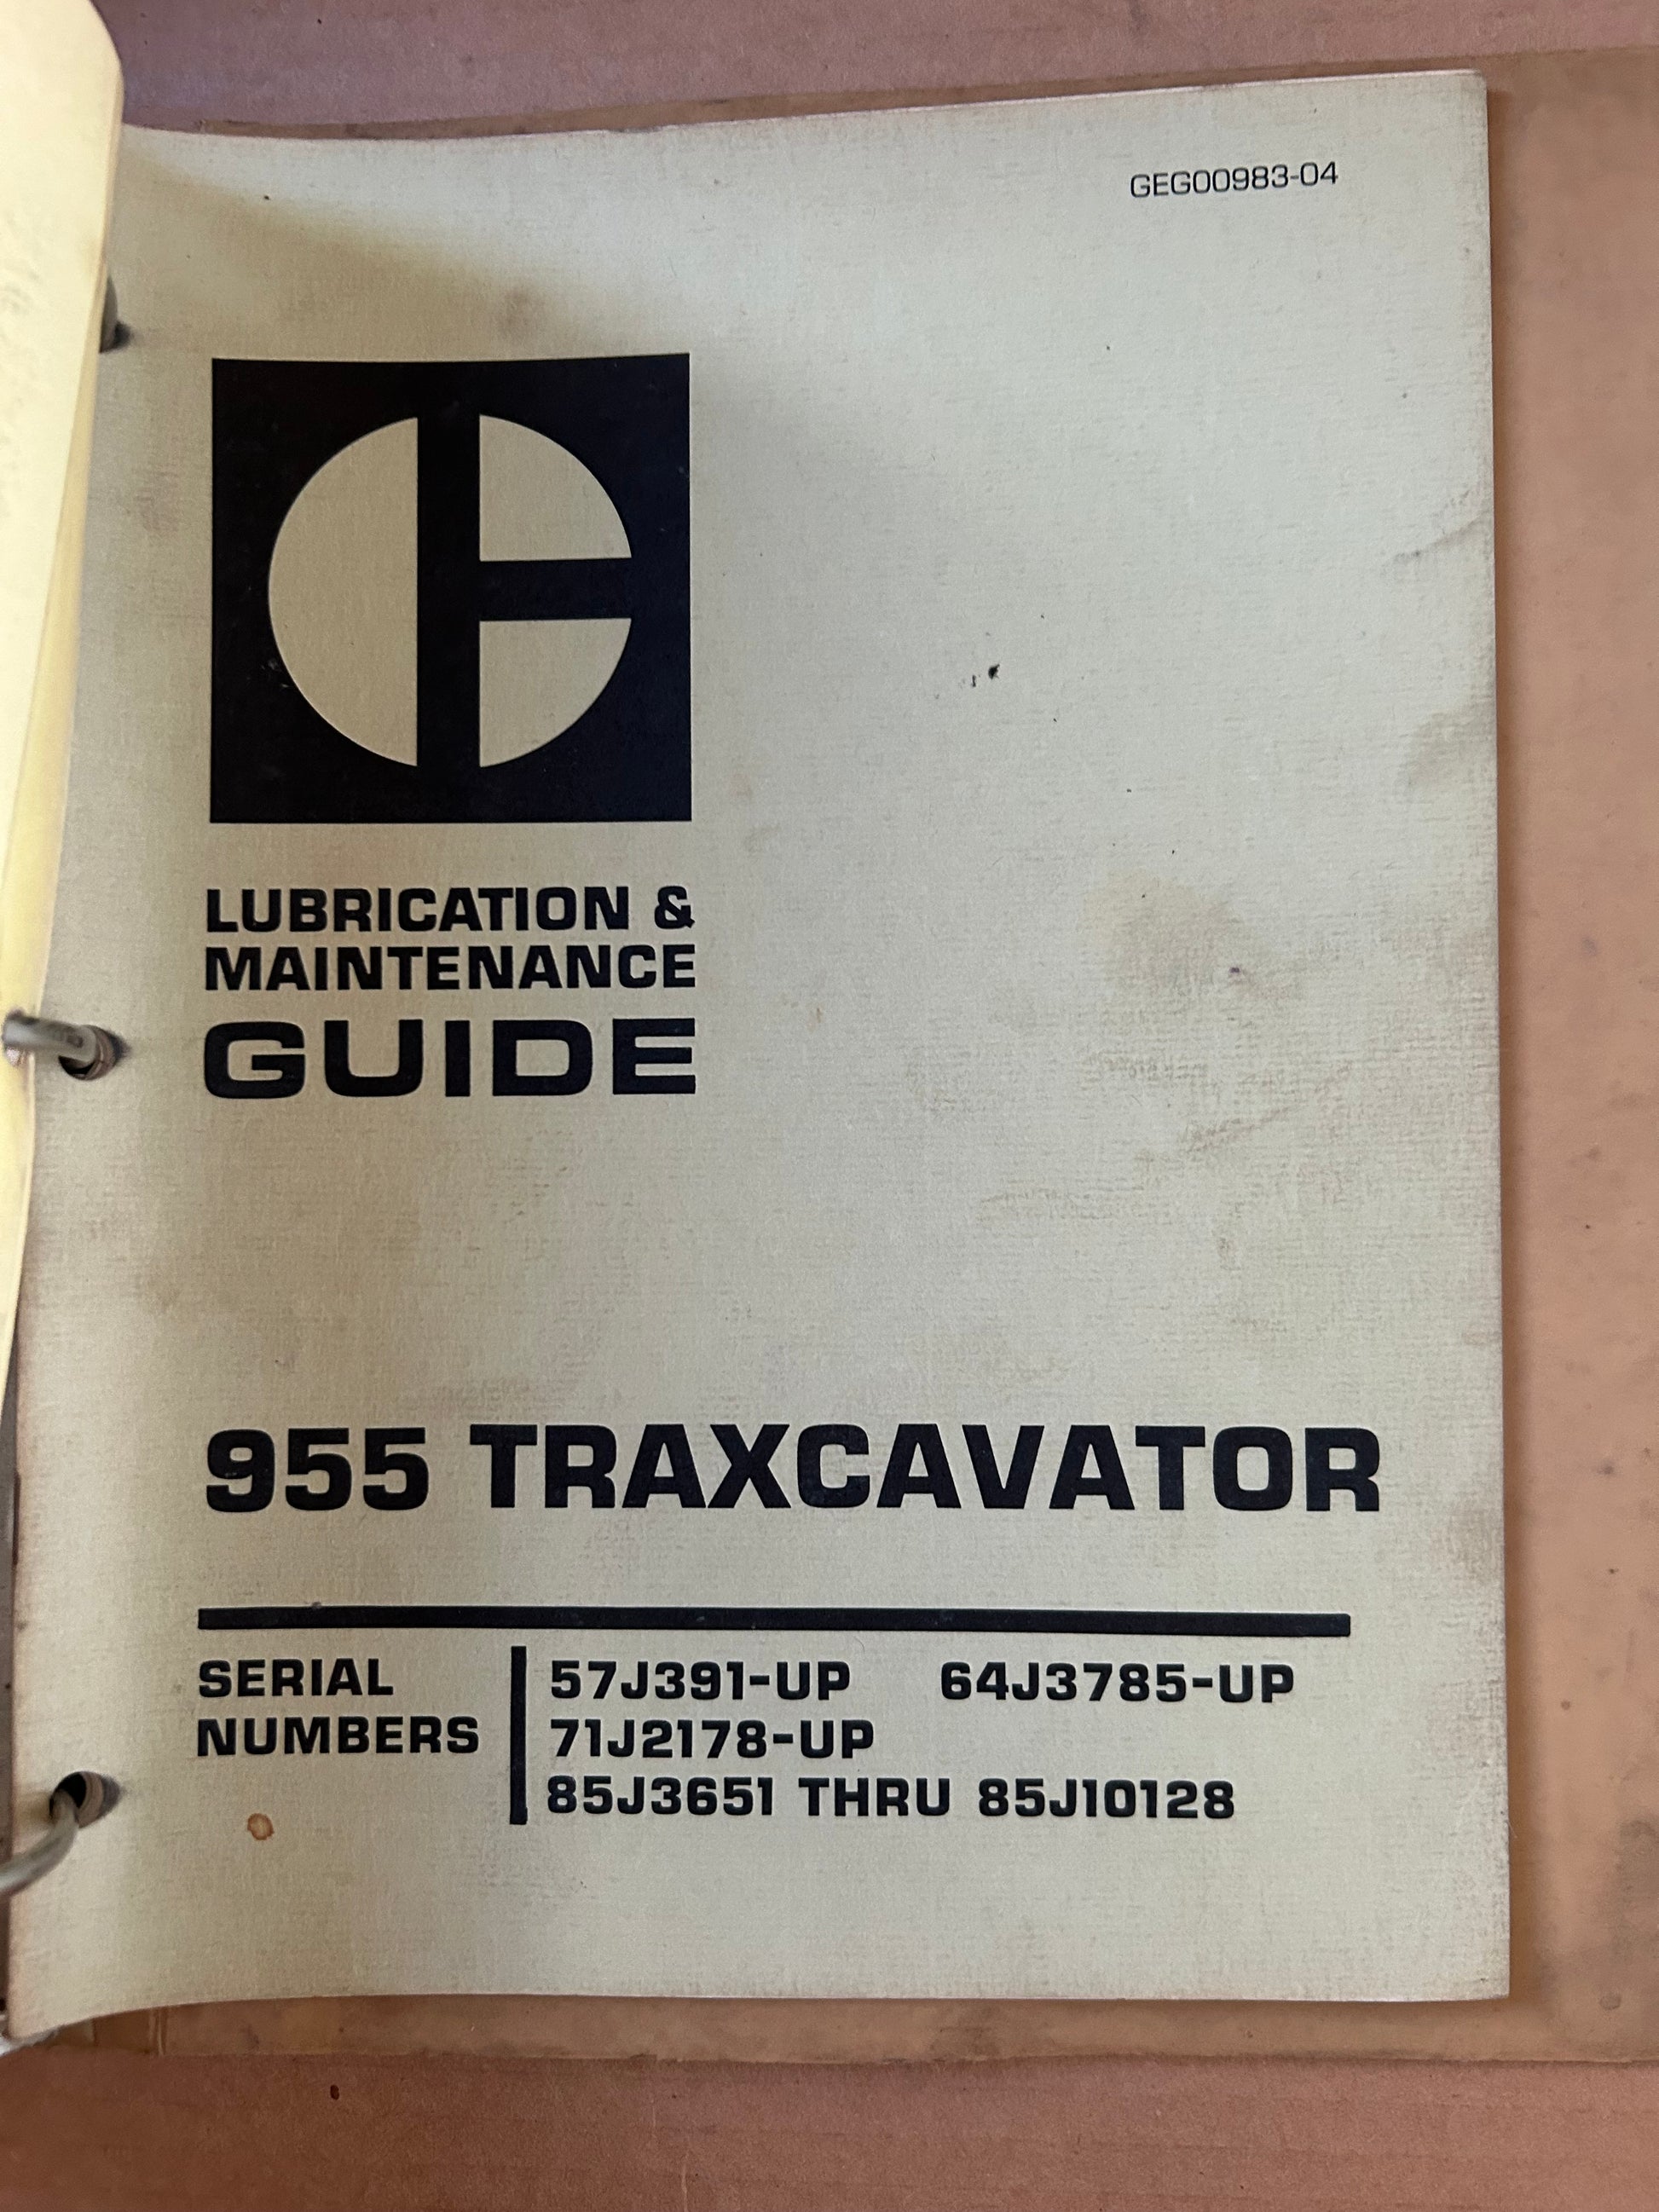 GEG00983-04
LUBRICATION &
MAINTENANCE
GUIDE
955 TRAXCAVATOR
SERIAL
NUMBERS
57J391-UP 64J3785-UP
71J2178-UP
85J3651 THRU 85J10128